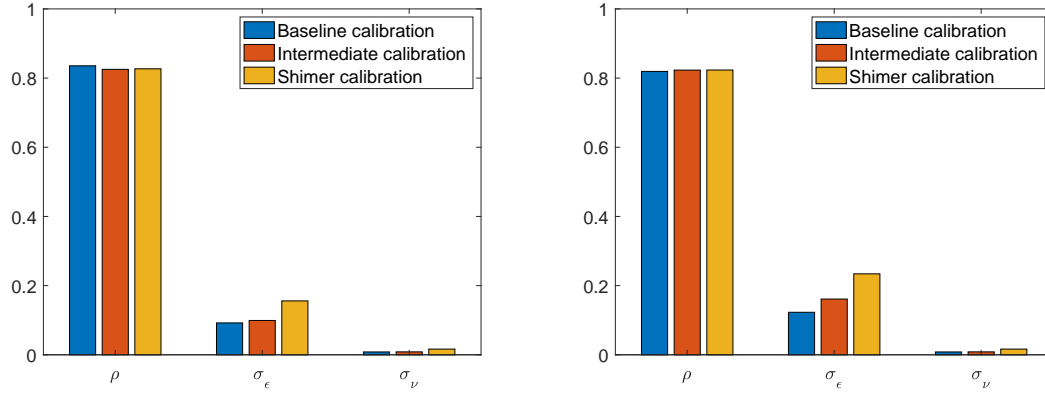 1
0.8
0.6
0.4
0.2
0
Baseline calibration
Intermediate calibration
Shimer calibration
ρ
σ_ϵ
σ_ν
1
0.8
0.6
0.4
0.2
0
Baseline calibration
Intermediate calibration
Shimer calibration
ρ
σ_ϵ
σ_ν